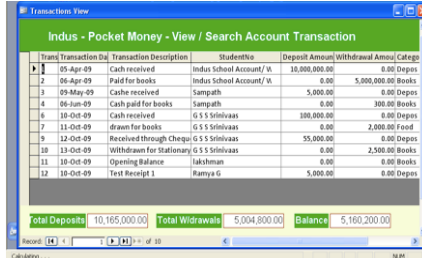 Transactions View
Indus - Pocket Money - View / Search Account Transaction
Trans Transaction Da Transaction Description StudentNo Deposit Amoun Withdrawal Amou Catego
1 05-Apr-09 Cach received Indus School Account/ V\ 10,000,000.00 0.00 Depos
2 06-Apr-09 Paid for books Indus School Account/ V\ 0.00 5,000,000.00 Books
3 09-May-09 Cashe received Sampath 5,000.00 0.00 Depos
4 06-Jun-09 Cash paid for books Sampath 0.00 300.00 Books
6 10-Oct-09 Cach received G S S Srinivaas 100,000.00 0.00 Depos
7 11-Oct-09 drawn for books G S S Srinivaas 0.00 2,000.00 Food
9 12-Oct-09 Received through Chequ G S S Srinivaas 55,000.00 0.00 Depos
10 13-Oct-09 Withdrawn for Stationary G S S Srinivaas 0.00 2,500.00 Books
11 10-Oct-09 Opening Balance lakshman 0.00 0.00 Books
12 10-Oct-09 Test Receipt 1 Ramya G 5,000.00 0.00 Depos
Total Deposits 10,165,000.00 Total Widrawals 5,004,800.00 Balance 5,160,200.00
Record: 1 of 10
Calculating... NUM